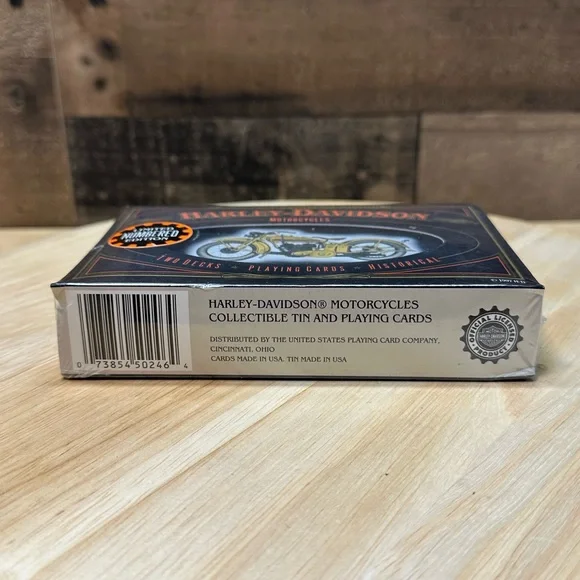 HARLEY-DAVIDSON
MOTORCYCLES
LIMITED
NUMBERED
EDITION
TWO DECKS - PLAYING CARDS - HISTORICAL
HARLEY-DAVIDSON® MOTORCYCLES
COLLECTIBLE TIN AND PLAYING CARDS
DISTRIBUTED BY THE UNITED STATES PLAYING CARD COMPANY,
CINCINNATI, OHIO
CARDS MADE IN USA. TIN MADE IN USA
0 73854 50246 4
OFFICIAL LICENSED
PRODUCT